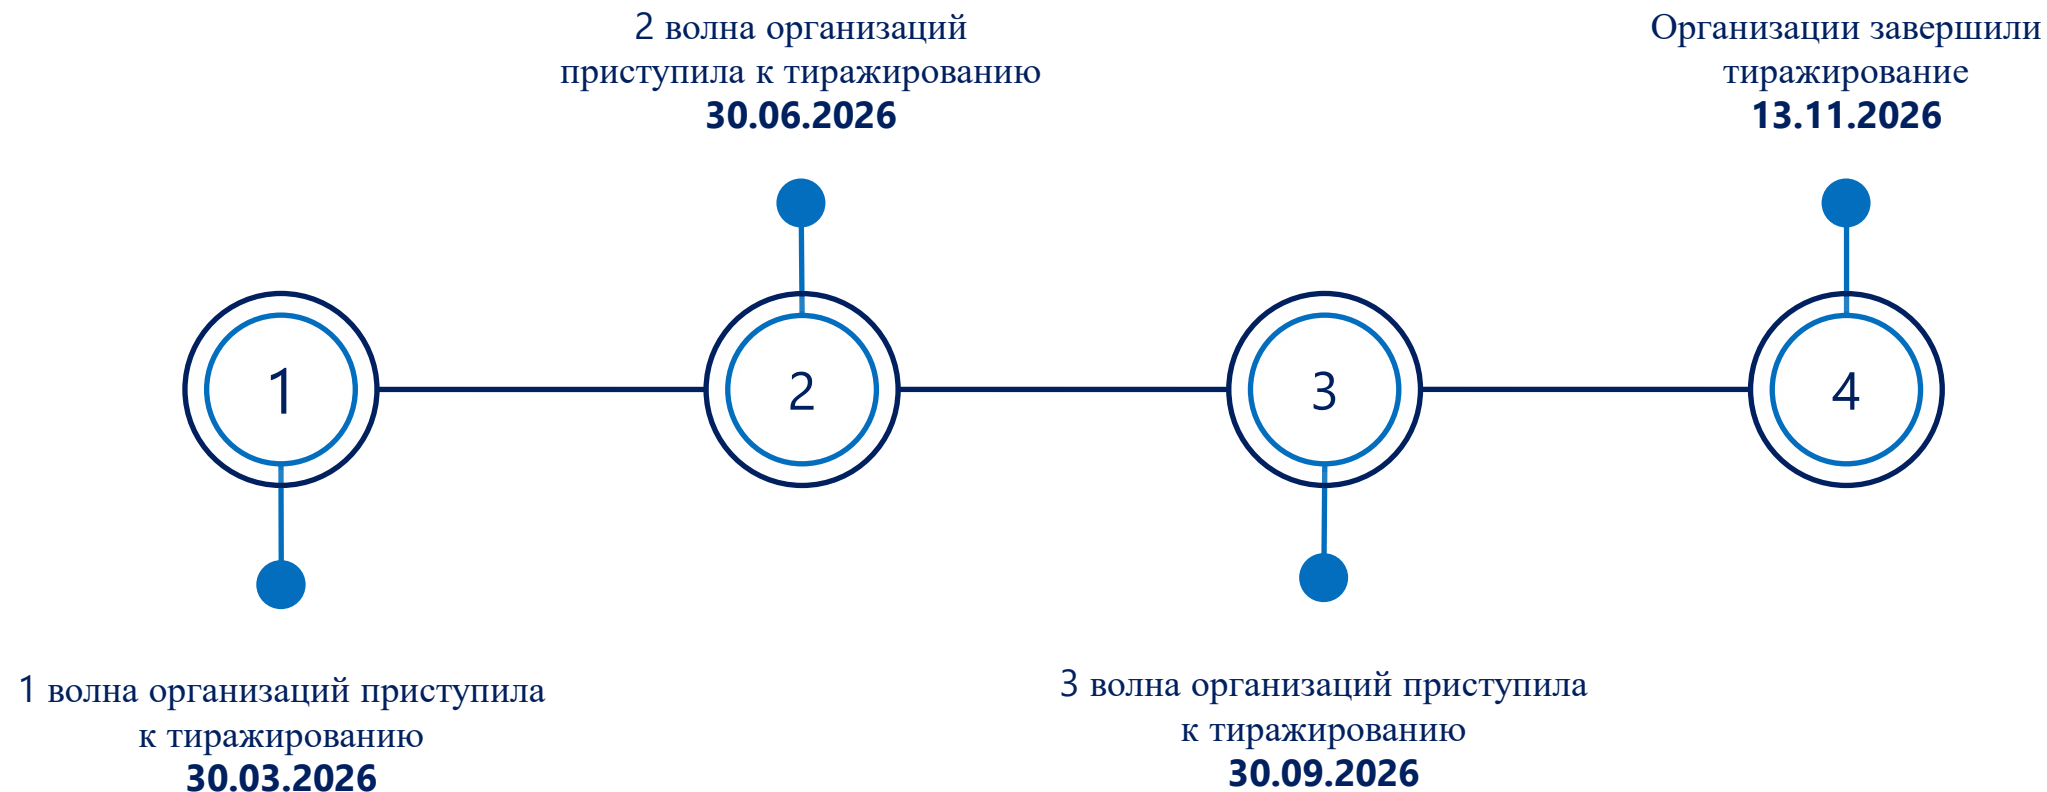 2 волна организаций
приступила к тиражированию
30.06.2026
Организации завершили
тиражирование
13.11.2026
1
2
3
4
1 волна организаций приступила
к тиражированию
30.03.2026
3 волна организаций приступила
к тиражированию
30.09.2026